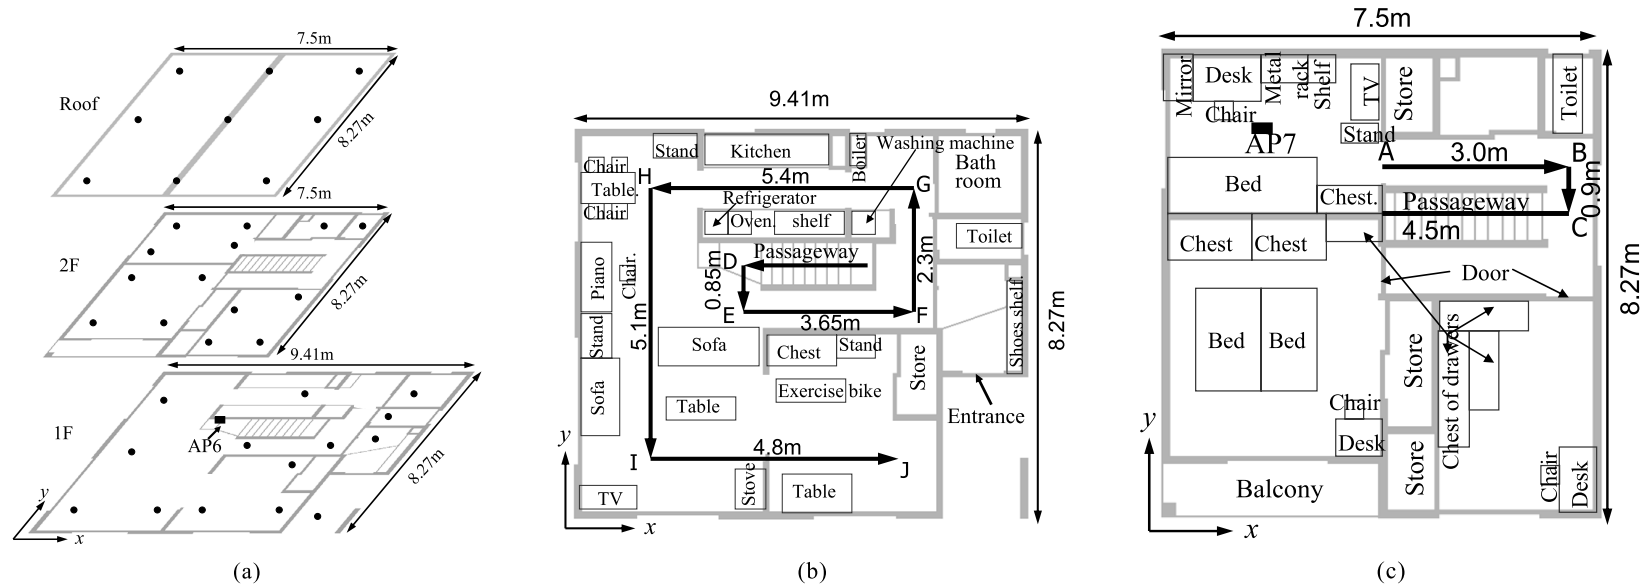 7.5m
Roof
8.27m
7.5m
2F
8.27m
9.41m
1F
AP6
8.27m
y
x
(a)
9.41m
Stand
Kitchen
Boiler
Washing machine
Bath
room
Chair
H
5.4m
G
Table.
Refrigerator
Chair
Oven.
shelf
Toilet
Passageway
D
Piano
Chair.
0.85m
2.3m
Shoes shelf.
8.27m
E
F
3.65m
5.1m
Stand
Sofa
Chest
Stand
Store
Sofa
Exercise bike
Table
Entrance
y
4.8m
I
J
TV
Stove
Table
x
(b)
7.5m
Mirror
Desk
Metal
rack
Shelf
TV
Store
Toilet
Chair
Stand
AP7
A
3.0m
B
Bed
Chest.
Passageway
0.9m
C
4.5m
Chest
Chest
Door
8.27m
Bed
Bed
Store
Chest of drawers
Chair
Desk
y
Store
Chair
Desk
Balcony
x
(c)